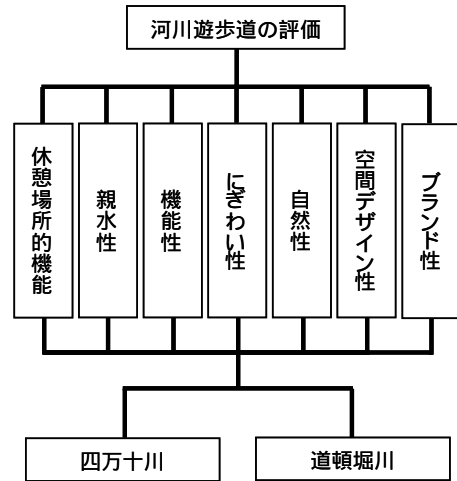 河川遊歩道の評価
休憩場所的機能
親水性
機能性
にぎわい性
自然性
空間デザイン性
ブランド性
四万十川
道頓堀川